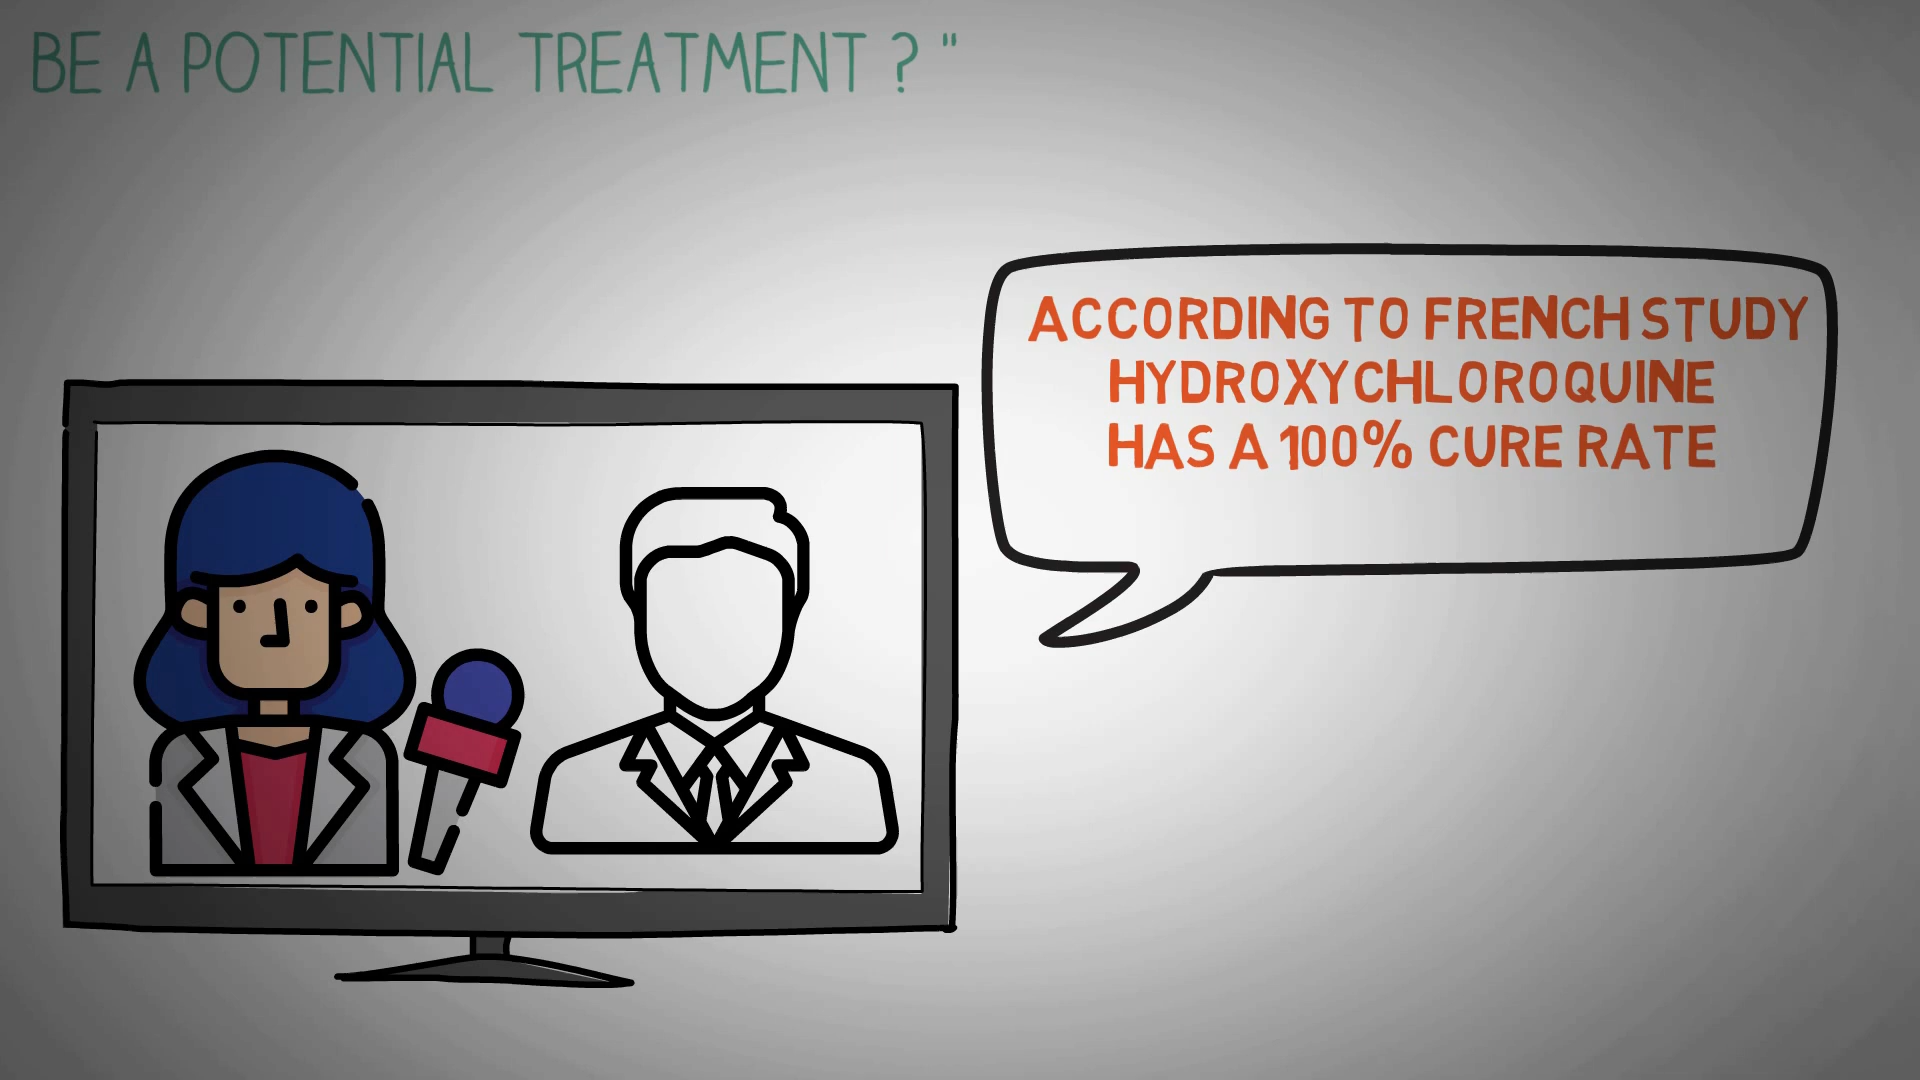 BE A POTENTIAL TREATMENT ? "
ACCORDING TO FRENCH STUDY
HYDROXYCHLOROQUINE
HAS A 100% CURE RATE